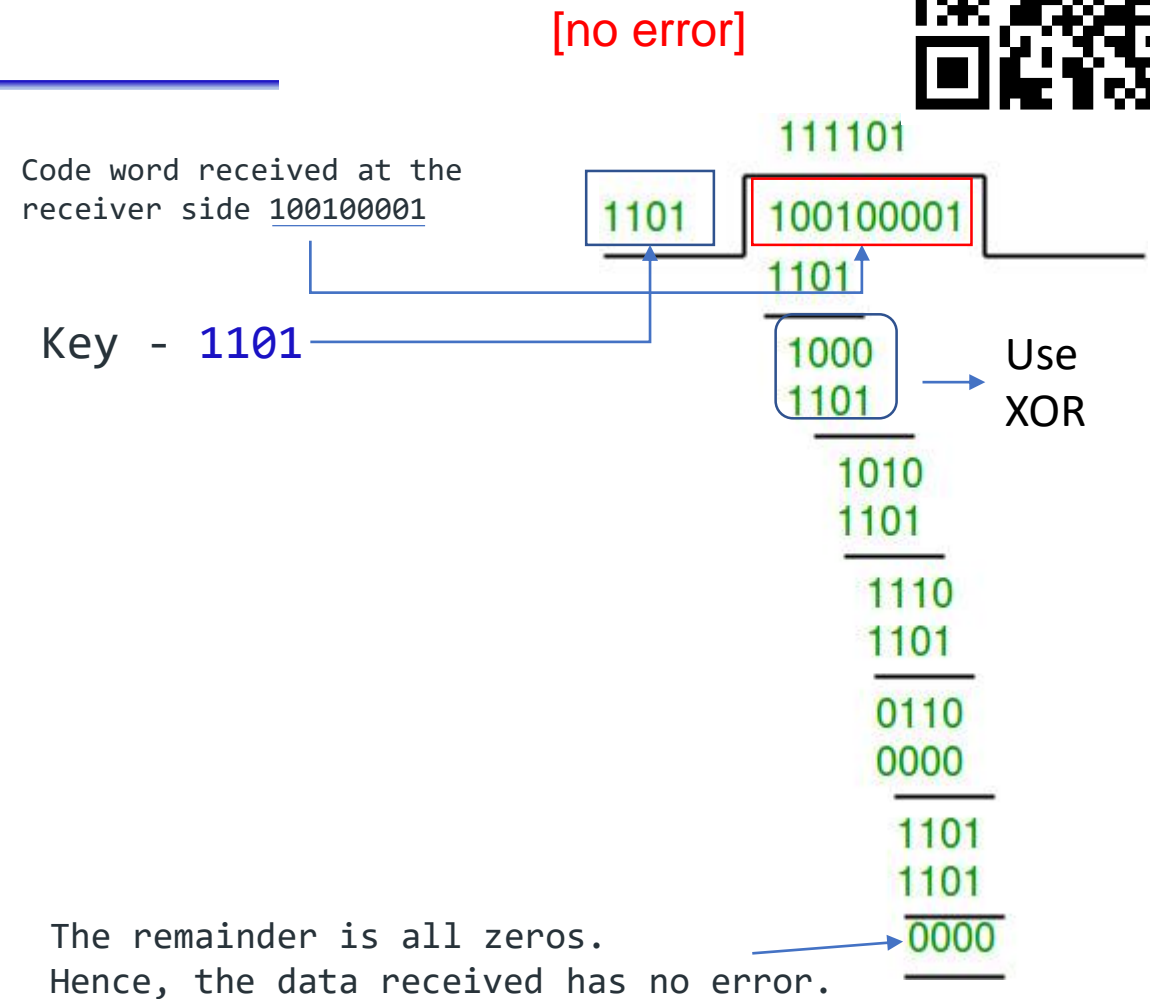 [no error]
Code word received at the
receiver side 100100001
Key - 1101
111101
1101 100100001
1101
1000
1101
Use
XOR
1010
1101
1110
1101
0110
0000
1101
1101
0000
The remainder is all zeros.
Hence, the data received has no error.